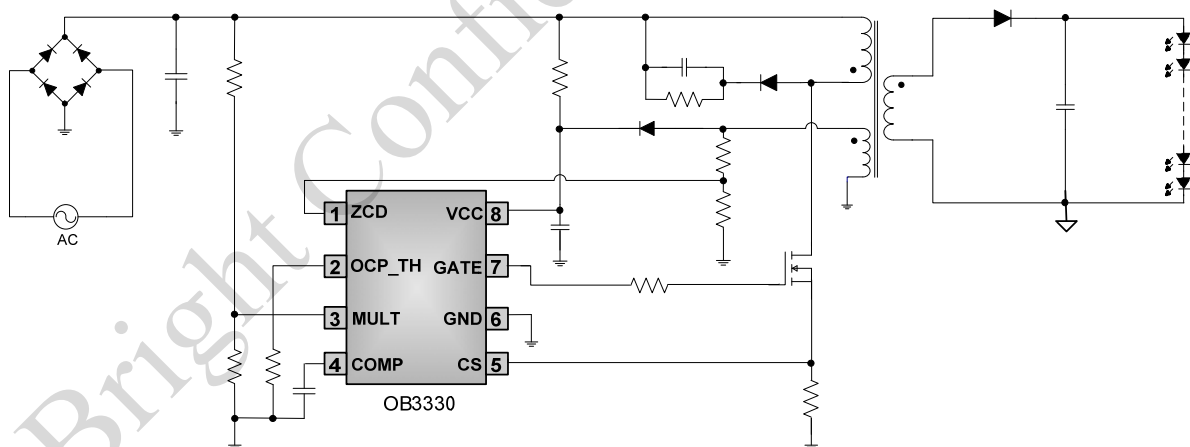 Bright Confi
AC
1 ZCD VCC 8
2 OCP_TH GATE 7
3 MULT GND 6
4 COMP CS 5
OB3330